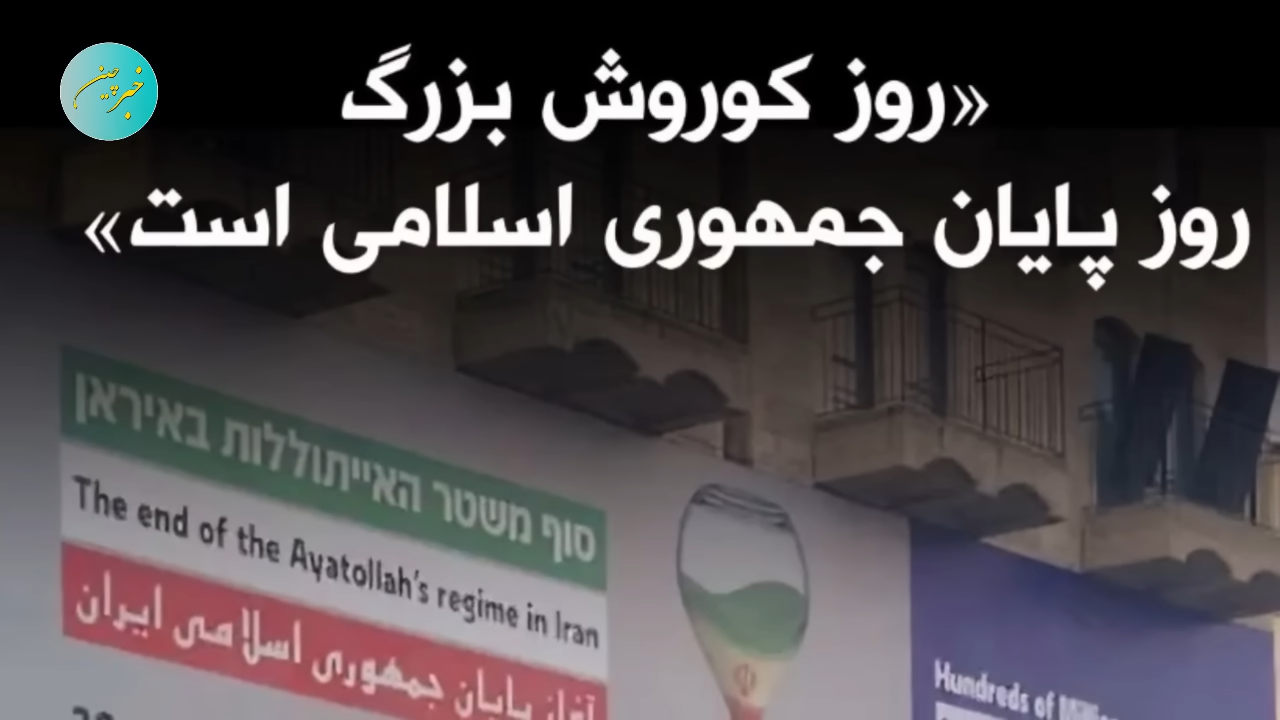 خبرچین
«روز کوروش بزرگ
روز پایان جمهوری اسلامی است»
סוף משטר האייתוללות באיראן
The end of the Ayatollah's regime in Iran
آغاز پایان جمهوری اسلامی ایران
Hundreds of